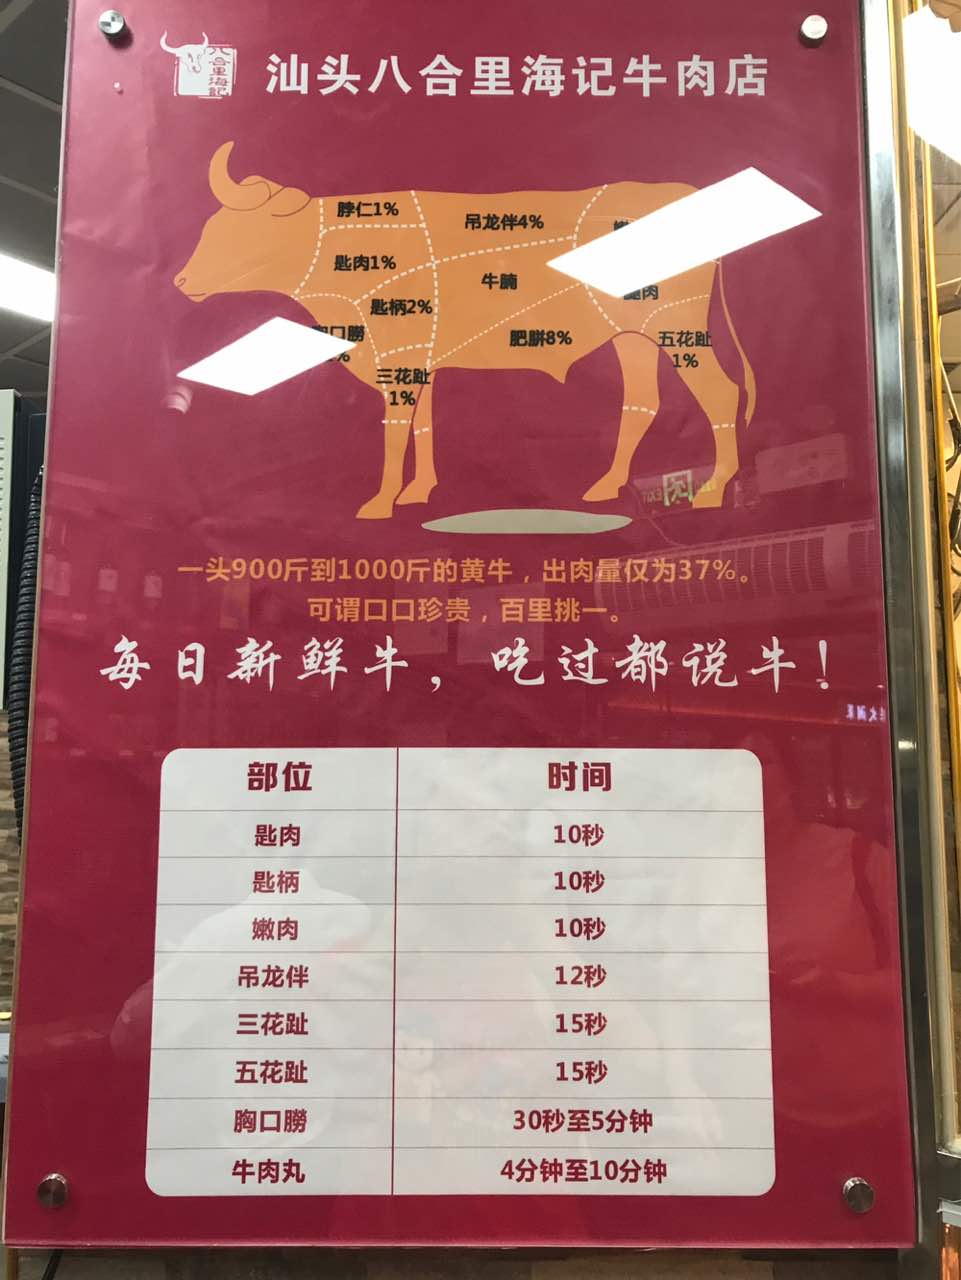 八合里海記
汕头八合里海记牛肉店
脖仁1%
吊龙伴4%
匙肉1%
牛腩
匙柄2%
肥胼8%
五花趾
1%
三花趾
1%
一头900斤到1000斤的黄牛，出肉量仅为37%。
可谓口口珍贵，百里挑一。
每日新鲜牛，吃过都说牛！
部位 时间
匙肉 10秒
匙柄 10秒
嫩肉 10秒
吊龙伴 12秒
三花趾 15秒
五花趾 15秒
胸口朥 30秒至5分钟
牛肉丸 4分钟至10分钟